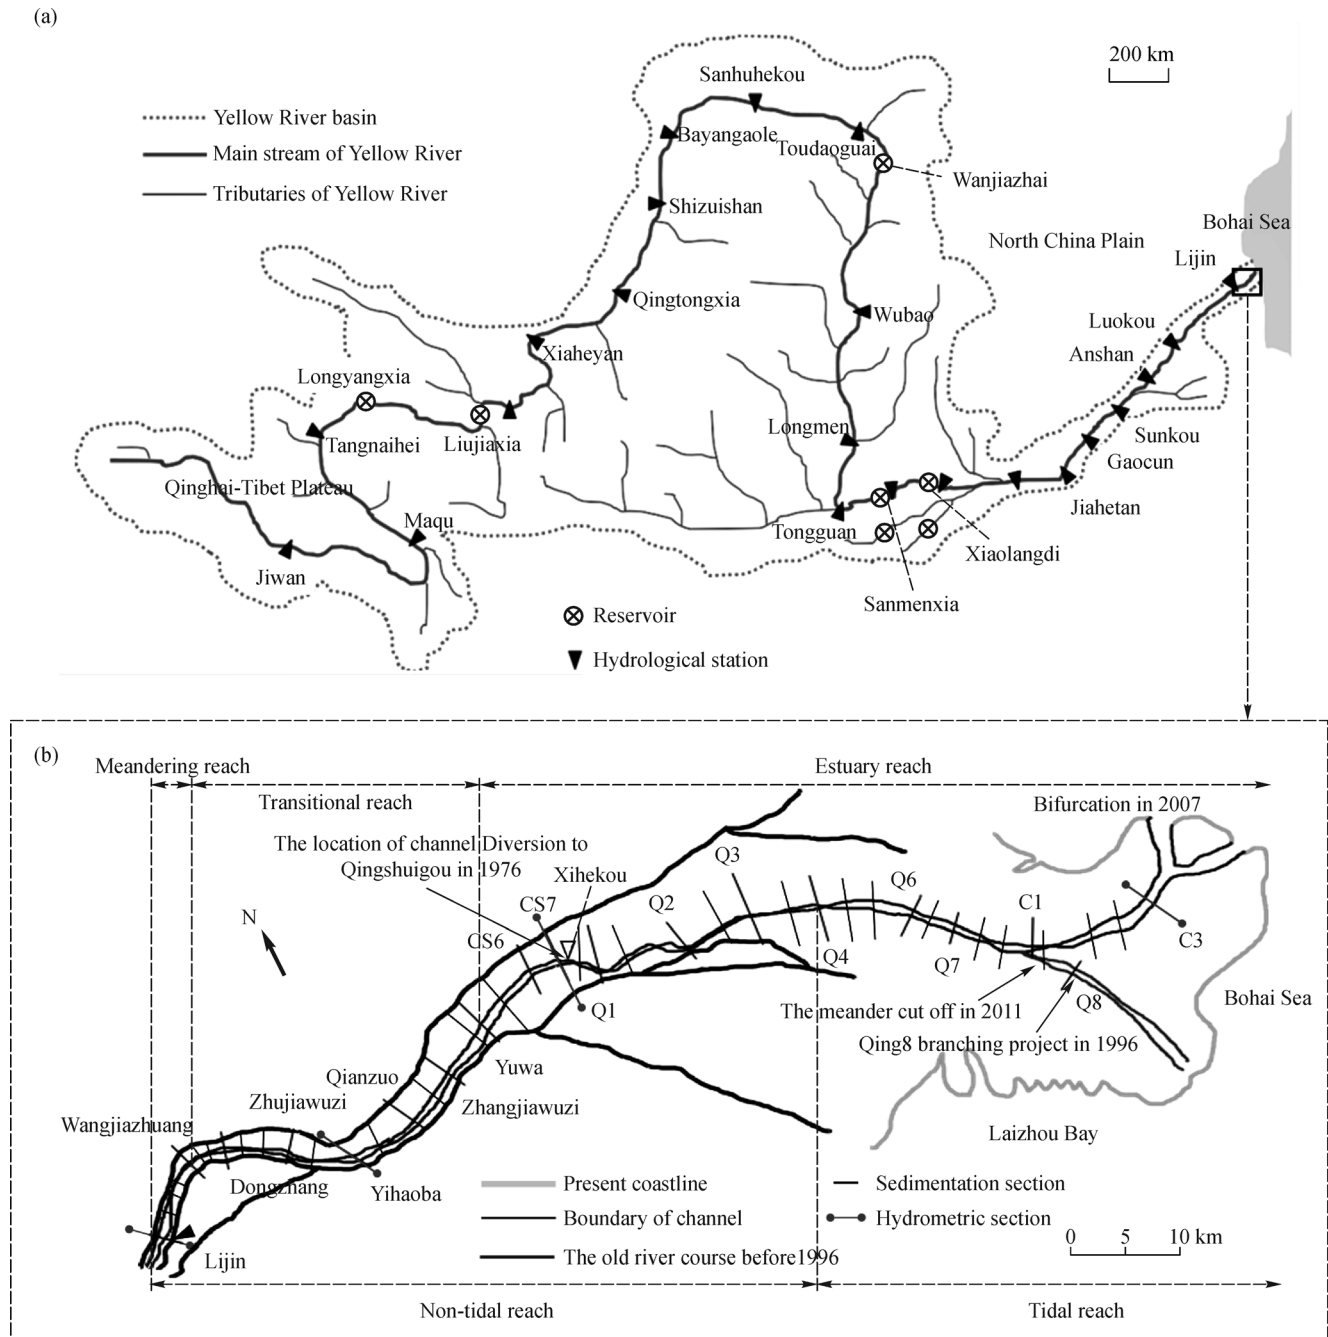 (a)
200 km
Sanhuhekou
Yellow River basin
Bayangaole
Toudaoguai
Main stream of Yellow River
Wanjiazhai
Tributaries of Yellow River
Shizuishan
Bohai Sea
North China Plain
Lijin
Qingtongxia
Wubao
Luokou
Xiaheyan
Anshan
Longyangxia
Longmen
Sunkou
Tangnaihei
Liujiaxia
Gaocun
Qinghai-Tibet Plateau
Jiahetan
Maqu
Tongguan
Xiaolangdi
Jiwan
Sanmenxia
Reservoir
Hydrological station
(b)
Meandering reach
Estuary reach
Transitional reach
Bifurcation in 2007
The location of channel Diversion to
Qingshuigou in 1976
Xihekou
Q3
Q6
CS7
Q2
C1
N
CS6
C3
Q4
Q7
Bohai Sea
Q1
The meander cut off in 2011
Q8
Qing8 branching project in 1996
Yuwa
Qianzuo
Zhujiawuzi
Zhangjiawuzi
Wangjiazhuang
Laizhou Bay
Dongzhang
Yihaoba
Present coastline
Sedimentation section
Boundary of channel
Hydrometric section
The old river course before1996
0 5 10 km
Lijin
Non-tidal reach
Tidal reach